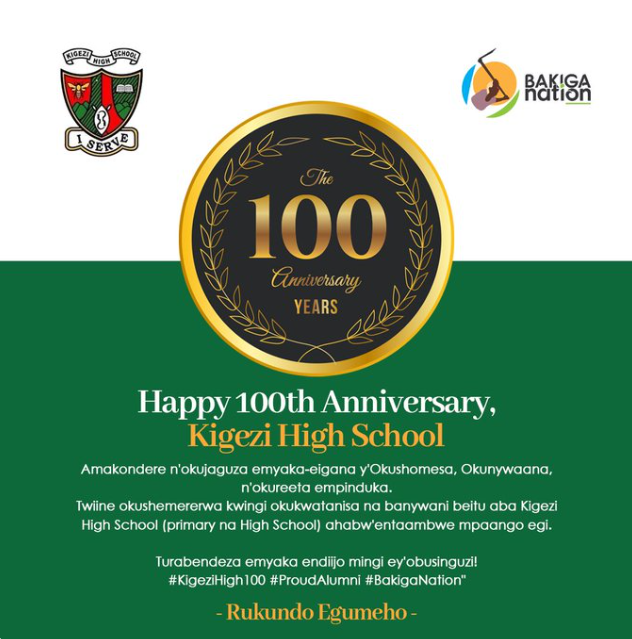 KIGEZI HIGH SCHOOL
I SERVE
BAKIGA
nation
The
100
Anniversary
YEARS
Happy 100th Anniversary,
Kigezi High School
Amakondere n'okujaguza emyaka-eigana y'Okushomesa, Okunywaana,
n'okureeta empinduka.
Twiine okushemererwa kwingi okukwatanisa na banywani beitu aba Kigezi
High School (primary na High School) ahabw'entaambwe mpaango egi.
Turabendeza emyaka endiijo mingi ey'obusinguzi!
#KigeziHigh100 #ProudAlumni #BakigaNation"
- Rukundo Egumeho -